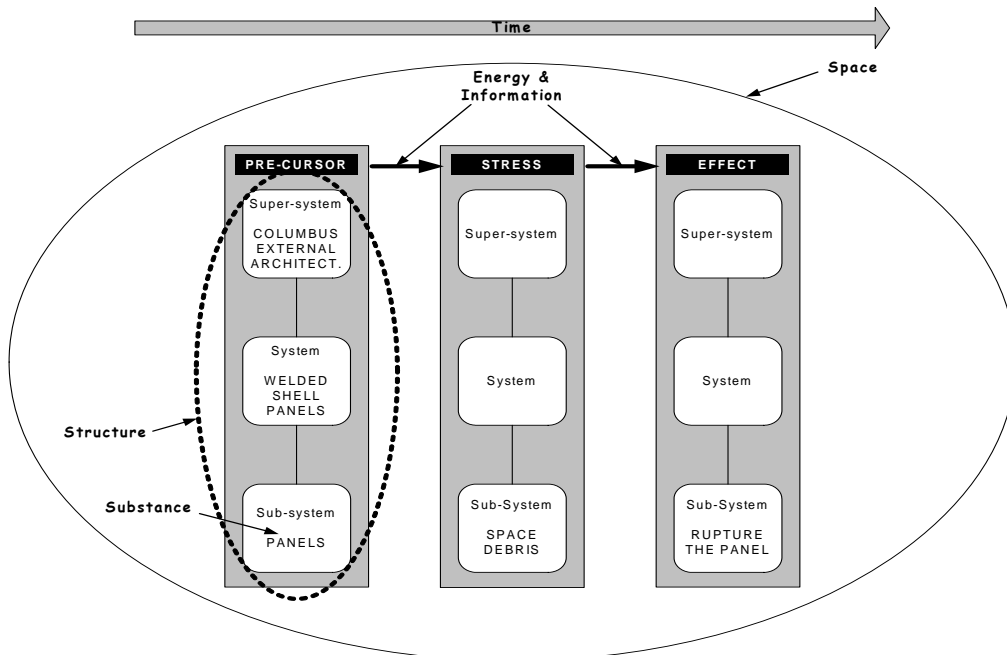 Time
Space
Energy &
Information
PRE-CURSOR
STRESS
EFFECT
Super-system
COLUMBUS
EXTERNAL
ARCHITECT.
Super-system
Super-system
System
WELDED
SHELL
PANELS
System
System
Structure
Substance
Sub-system
PANELS
Sub-System
SPACE
DEBRIS
Sub-System
RUPTURE
THE PANEL